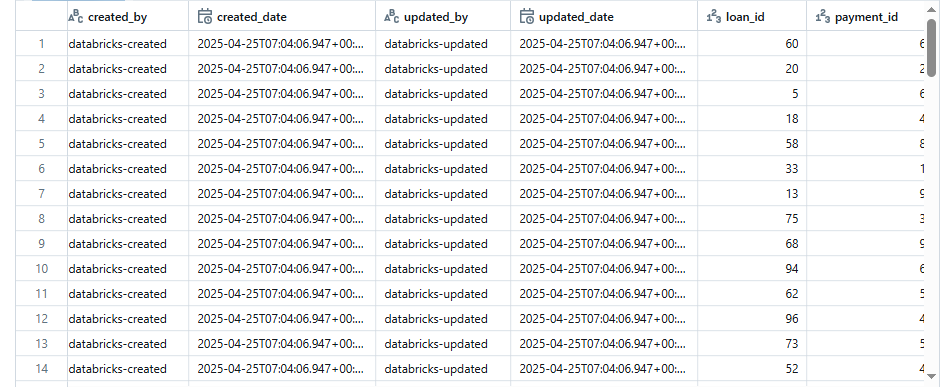 created_by created_date updated_by updated_date loan_id payment_id
1 databricks-created 2025-04-25T07:04:06.947+00:... databricks-updated 2025-04-25T07:04:06.947+00:... 60 6
2 databricks-created 2025-04-25T07:04:06.947+00:... databricks-updated 2025-04-25T07:04:06.947+00:... 20 2
3 databricks-created 2025-04-25T07:04:06.947+00:... databricks-updated 2025-04-25T07:04:06.947+00:... 5 6
4 databricks-created 2025-04-25T07:04:06.947+00:... databricks-updated 2025-04-25T07:04:06.947+00:... 18 4
5 databricks-created 2025-04-25T07:04:06.947+00:... databricks-updated 2025-04-25T07:04:06.947+00:... 58 8
6 databricks-created 2025-04-25T07:04:06.947+00:... databricks-updated 2025-04-25T07:04:06.947+00:... 33 1
7 databricks-created 2025-04-25T07:04:06.947+00:... databricks-updated 2025-04-25T07:04:06.947+00:... 13 9
8 databricks-created 2025-04-25T07:04:06.947+00:... databricks-updated 2025-04-25T07:04:06.947+00:... 75 3
9 databricks-created 2025-04-25T07:04:06.947+00:... databricks-updated 2025-04-25T07:04:06.947+00:... 68 9
10 databricks-created 2025-04-25T07:04:06.947+00:... databricks-updated 2025-04-25T07:04:06.947+00:... 94 6
11 databricks-created 2025-04-25T07:04:06.947+00:... databricks-updated 2025-04-25T07:04:06.947+00:... 62 5
12 databricks-created 2025-04-25T07:04:06.947+00:... databricks-updated 2025-04-25T07:04:06.947+00:... 96 4
13 databricks-created 2025-04-25T07:04:06.947+00:... databricks-updated 2025-04-25T07:04:06.947+00:... 73 5
14 databricks-created 2025-04-25T07:04:06.947+00:... databricks-updated 2025-04-25T07:04:06.947+00:... 52 4